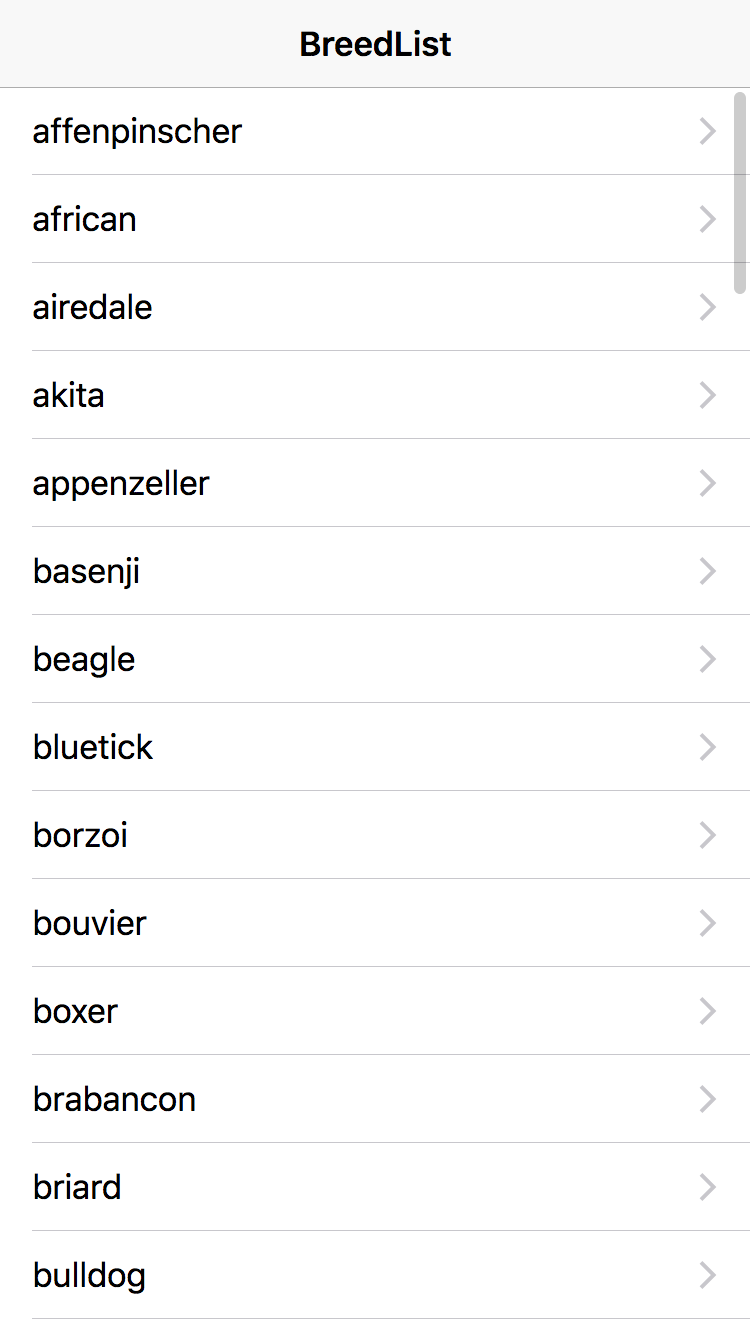 BreedList
affenpinscher
african
airedale
akita
appenzeller
basenji
beagle
bluetick
borzoi
bouvier
boxer
brabancon
briard
bulldog